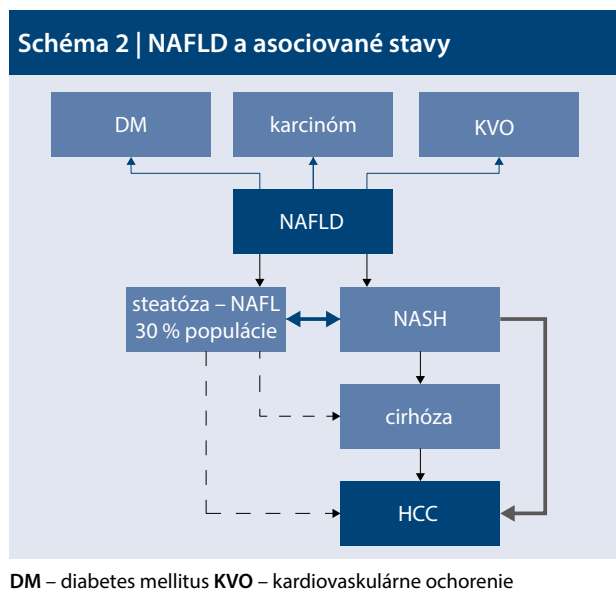 Schéma 2 | NAFLD a asociované stavy
DM
karcinóm
KVO
NAFLD
steatóza – NAFL
30 % populácie
NASH
cirhóza
HCC
DM – diabetes mellitus KVO – kardiovaskulárne ochorenie